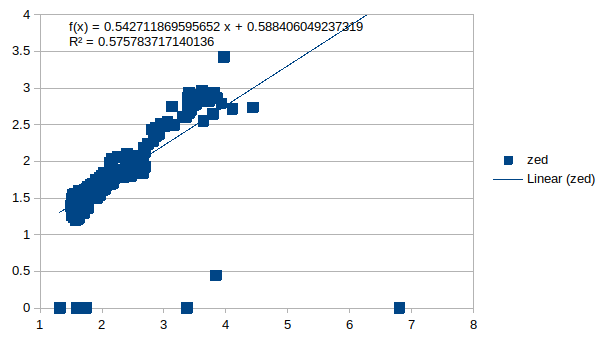 4
f(x) = 0.542711869595652 x + 0.588406049237319
3.5
R² = 0.575783717140136
3
2.5
2
zed
Linear (zed)
1.5
1
0.5
0
1 2 3 4 5 6 7 8